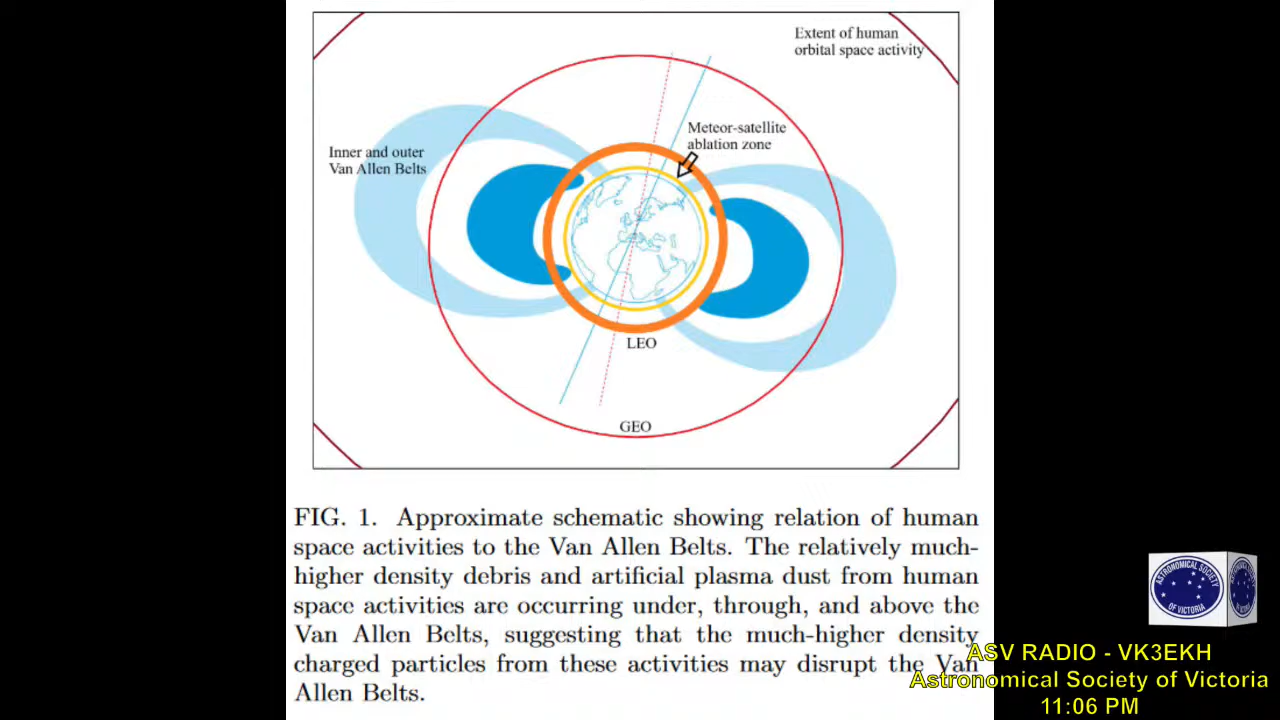 Extent of human
orbital space activity
Meteor-satellite
ablation zone
Inner and outer
Van Allen Belts
LEO
GEO
FIG. 1. Approximate schematic showing relation of human
space activities to the Van Allen Belts. The relatively much-
higher density debris and artificial plasma dust from human
space activities are occurring under, through, and above the
Van Allen Belts, suggesting that the much-higher density
charged particles from these activities may disrupt the Van
Allen Belts.
ASTRONOMICAL SOCIETY
OF VICTORIA
ASV RADIO - VK3EKH
Astronomical Society of Victoria
11:06 PM